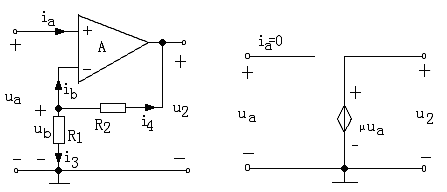 ia
+
A
+
−
+
ua
+
ib
ub
R1
R2
i4
u2
i3
−
−
−
ia=0
+
+
ua
+
μua
-
u2
−
−